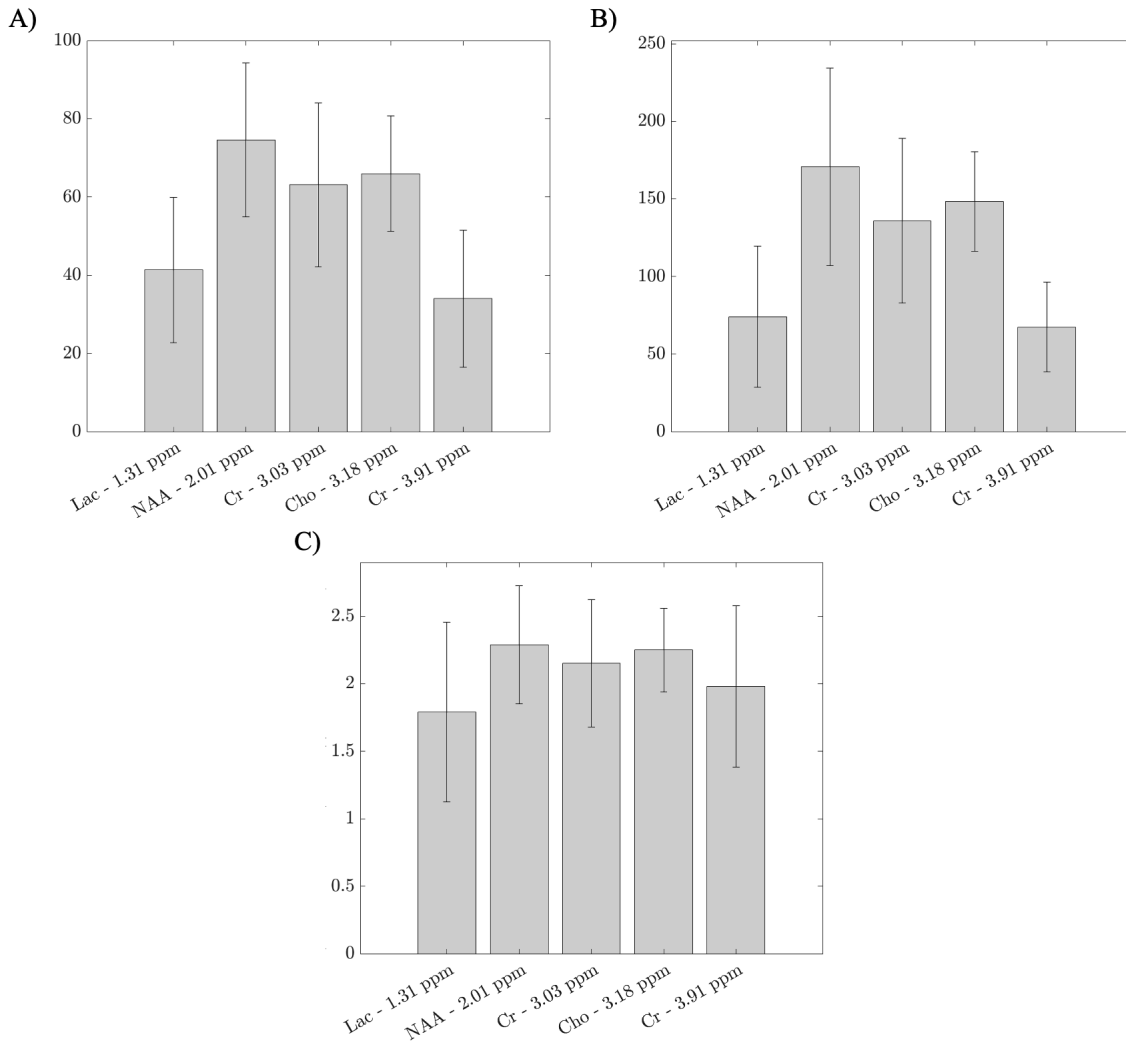 A)
100
80
60
40
20
0
Lac - 1.31 ppm
NAA - 2.01 ppm
Cr - 3.03 ppm
Cho - 3.18 ppm
Cr - 3.91 ppm
B)
250
200
150
100
50
0
Lac - 1.31 ppm
NAA - 2.01 ppm
Cr - 3.03 ppm
Cho - 3.18 ppm
Cr - 3.91 ppm
C)
2.5
2
1.5
1
0.5
0
Lac - 1.31 ppm
NAA - 2.01 ppm
Cr - 3.03 ppm
Cho - 3.18 ppm
Cr - 3.91 ppm